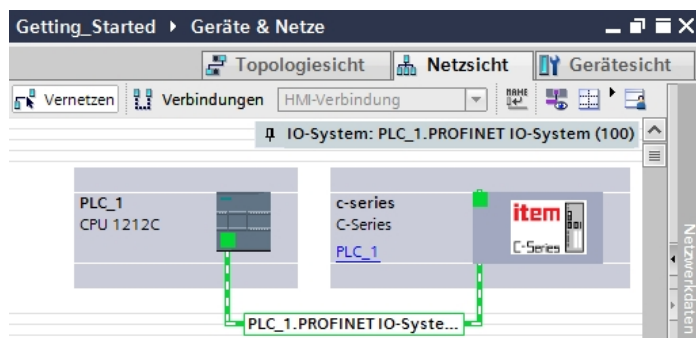 Getting_Started ▸ Geräte & Netze
Topologiesicht Netzsicht Gerätesicht
Vernetzen Verbindungen HMI-Verbindung NAME
IO-System: PLC_1.PROFINET IO-System (100)
PLC_1
CPU 1212C
c-series
C-Series
PLC_1
item
C-Series
PLC_1.PROFINET IO-Syste...
Netzwerkdaten